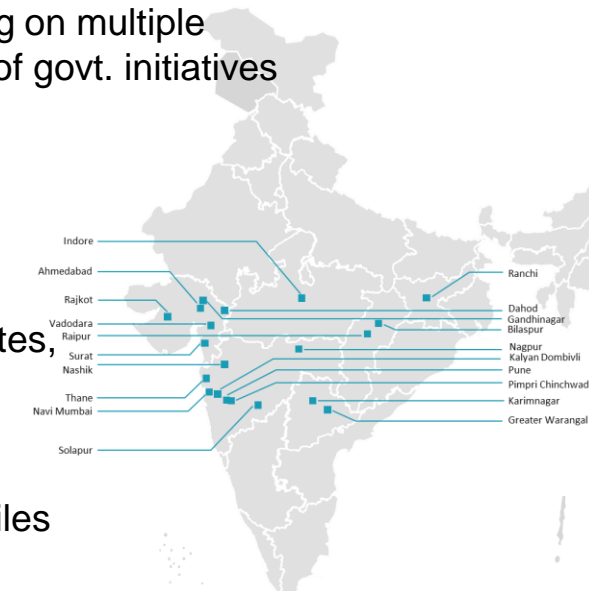 g on multiple
of govt. initiatives
Indore
Ahmedabad
Rajkot
Vadodara
Raipur
tes,
Surat
Nashik
Thane
Navi Mumbai
Solapur
iles
Ranchi
Dahod
Gandhinagar
Bilaspur
Nagpur
Kalyan Dombivli
Pune
Pimpri Chinchwad
Karimnagar
Greater Warangal